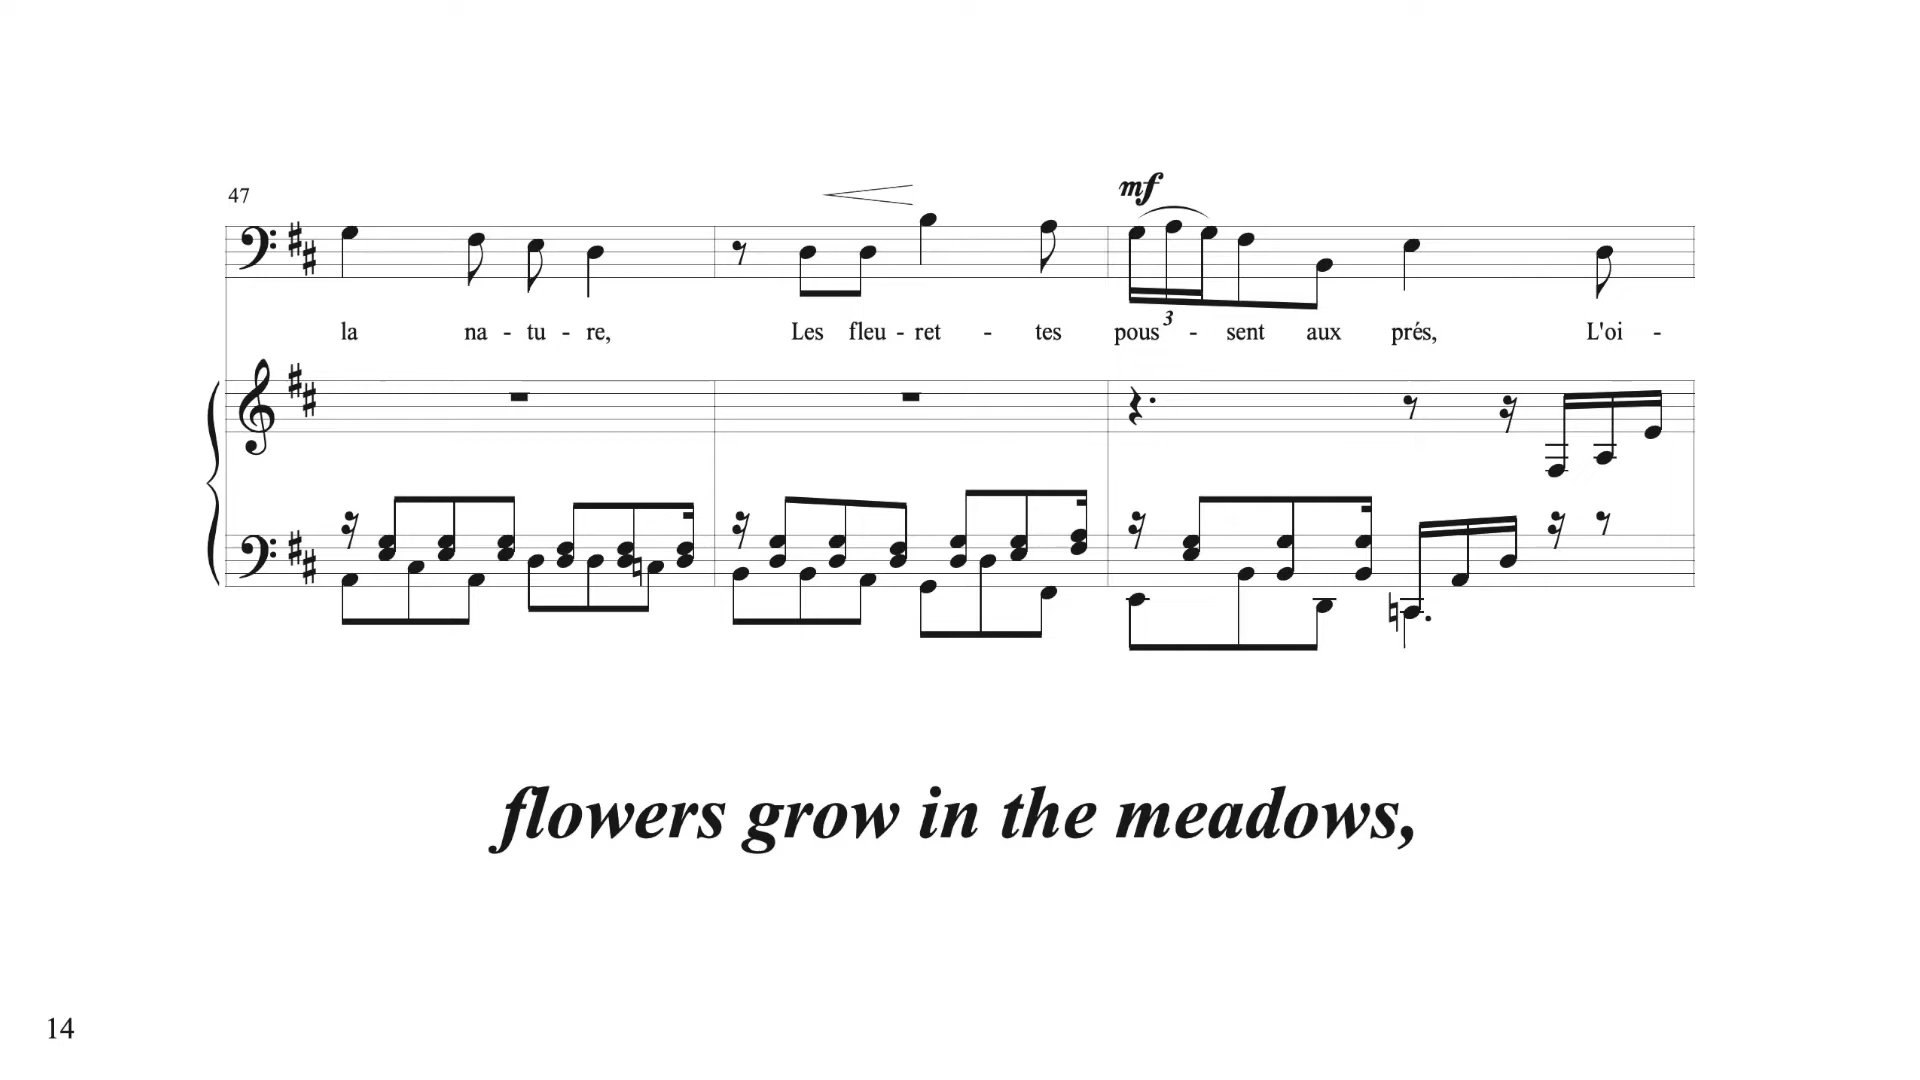 47
mf
la na - tu - re, Les fleu - ret - tes pous - sent aux prés, L'oi -
3
flowers grow in the meadows,
14